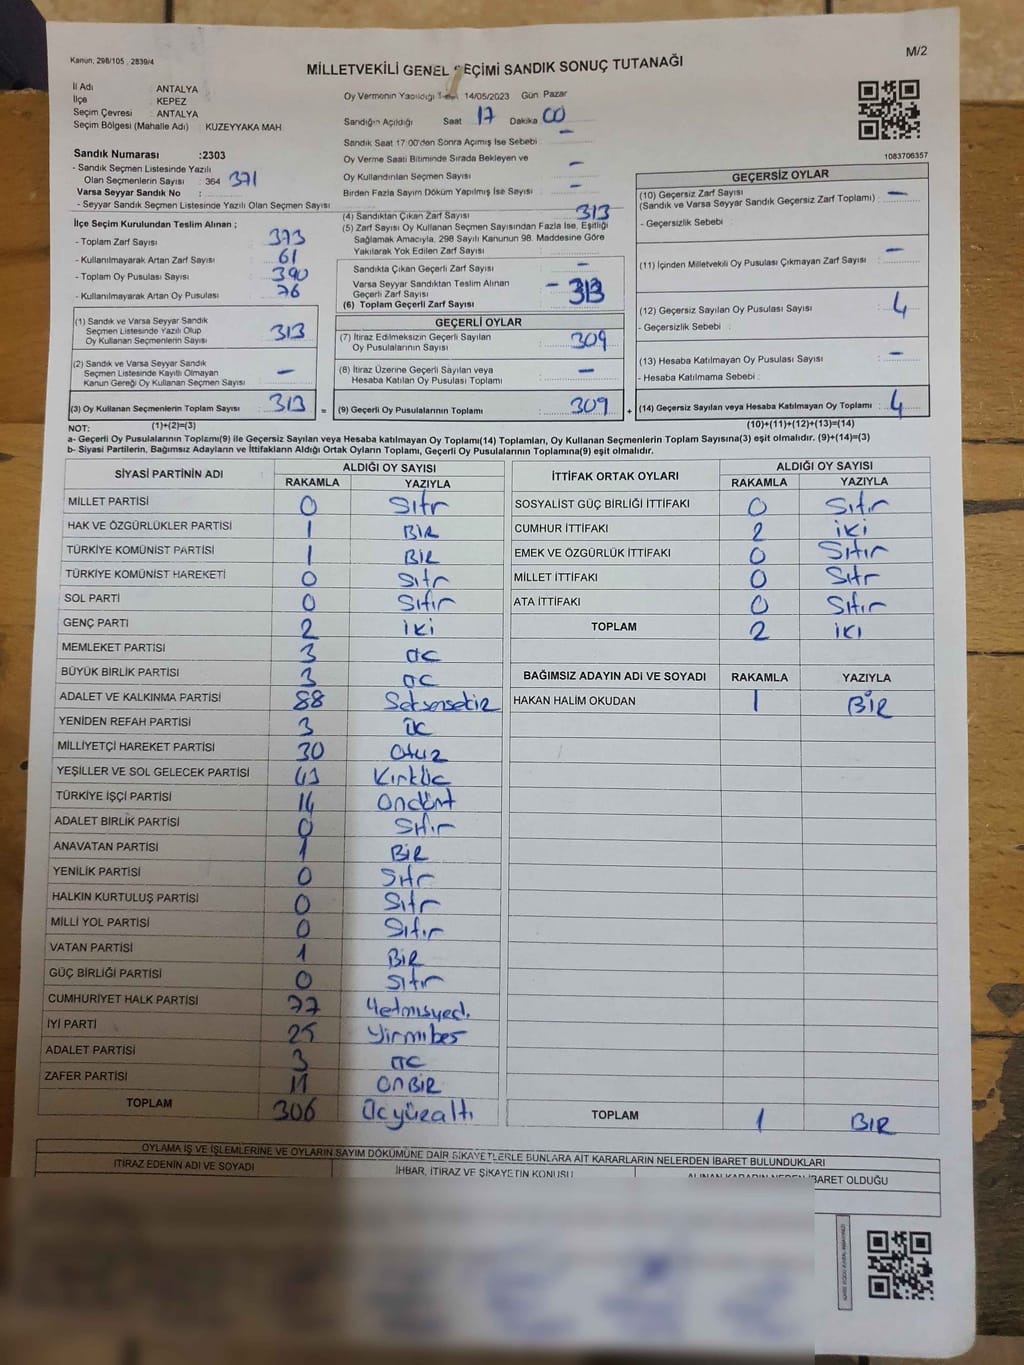 Kanun, 298/105 , 2839/4
M/2
MİLLETVEKİLİ GENEL SEÇİMİ SANDIK SONUÇ TUTANAĞI
İl Adı : ANTALYA
İlçe : KEPEZ
Seçim Çevresi : ANTALYA
Seçim Bölgesi (Mahalle Adı) : KUZEYYAKA MAH
Sandık Numarası :2303
- Sandık Seçmen Listesinde Yazılı
Olan Seçmenlerin Sayısı : 364 371
Varsa Seyyar Sandık No :
- Seyyar Sandık Seçmen Listesinde Yazılı Olan Seçmen Sayısı
Oy Vermenin Yapıldığı 14/05/2023 Gün Pazar
Sandığın Açıldığı Saat 17 Dakika 00
Sandık Saat 17:00'den Sonra Açımış İse Sebebi : -
Oy Verme Saati Bitiminde Sırada Bekleyen ve
Oy Kullandırılan Seçmen Sayısı : -
Birden Fazla Sayım Döküm Yapılmış İse Sayısı : -
1083706357
İlçe Seçim Kurulundan Teslim Alınan ;
- Toplam Zarf Sayısı : 373
- Kullanılmayarak Artan Zarf Sayısı : 61
- Toplam Oy Pusulası Sayısı : 390
- Kullanılmayarak Artan Oy Pusulası : 76
(1) Sandık ve Varsa Seyyar Sandık
Seçmen Listesinde Yazılı Olup
Oy Kullanan Seçmenlerin Sayısı : 313
(2) Sandık ve Varsa Seyyar Sandık
Seçmen Listesinde Kayıtlı Olmayan
Kanun Gereği Oy Kullanan Seçmen Sayısı : -
(3) Oy Kullanan Seçmenlerin Toplam Sayısı : 313 =
(1)+(2)=(3)
(4) Sandıktan Çıkan Zarf Sayısı : 313
(5) Zarf Sayısı Oy Kullanan Seçmen Sayısından Fazla İse, Eşitliği
Sağlamak Amacıyla, 298 Sayılı Kanunun 98. Maddesine Göre
Yakılarak Yok Edilen Zarf Sayısı :
Sandıkta Çıkan Geçerli Zarf Sayısı : -
Varsa Seyyar Sandıktan Teslim Alınan
Geçerli Zarf Sayısı : -
(6) Toplam Geçerli Zarf Sayısı : 313
GEÇERLİ OYLAR
(7) İtiraz Edilmeksizin Geçerli Sayılan
Oy Pusulalarının Sayısı : 309
(8) İtiraz Üzerine Geçerli Sayılan veya
Hesaba Katılan Oy Pusulası Toplamı : -
(9) Geçerli Oy Pusulalarının Toplamı : 309 +
GEÇERSİZ OYLAR
(10) Geçersiz Zarf Sayısı
(Sandık ve Varsa Seyyar Sandık Geçersiz Zarf Toplamı) : -
- Geçersizlik Sebebi :
(11) İçinden Milletvekili Oy Pusulası Çıkmayan Zarf Sayısı : -
(12) Geçersiz Sayılan Oy Pusulası Sayısı : 4
- Geçersizlik Sebebi :
(13) Hesaba Katılmayan Oy Pusulası Sayısı : -
- Hesaba Katılmama Sebebi :
(14) Geçersiz Sayılan veya Hesaba Katılmayan Oy Toplamı : 4
(10)+(11)+(12)+(13)=(14)
NOT:
a- Geçerli Oy Pusulalarının Toplamı(9) ile Geçersiz Sayılan veya Hesaba katılmayan Oy Toplamı(14) Toplamları, Oy Kullanan Seçmenlerin Toplam Sayısına(3) eşit olmalıdır. (9)+(14)=(3)
b- Siyasi Partilerin, Bağımsız Adayların ve İttifakların Aldığı Ortak Oyların Toplamı, Geçerli Oy Pusulalarının Toplamına(9) eşit olmalıdır.
SİYASİ PARTİNİN ADI ALDIĞI OY SAYISI
RAKAMLA YAZIYLA
MİLLET PARTİSİ 0 Sıfır
HAK VE ÖZGÜRLÜKLER PARTİSİ 1 BİR
TÜRKİYE KOMÜNİST PARTİSİ 1 BİR
TÜRKİYE KOMÜNİST HAREKETİ 0 Sıfır
SOL PARTİ 0 Sıfır
GENÇ PARTİ 2 iki
MEMLEKET PARTİSİ 3 ÜÇ
BÜYÜK BİRLİK PARTİSİ 3 ÜÇ
ADALET VE KALKINMA PARTİSİ 88 Seksensekiz
YENİDEN REFAH PARTİSİ 3 ÜÇ
MİLLİYETÇİ HAREKET PARTİSİ 30 Otuz
YEŞİLLER VE SOL GELECEK PARTİSİ 43 Kırküç
TÜRKİYE İŞÇİ PARTİSİ 14 Ondört
ADALET BİRLİK PARTİSİ 0 Sıfır
ANAVATAN PARTİSİ 1 BİR
YENİLİK PARTİSİ 0 Sıfır
HALKIN KURTULUŞ PARTİSİ 0 Sıfır
MİLLİ YOL PARTİSİ 0 Sıfır
VATAN PARTİSİ 1 BİR
GÜÇ BİRLİĞİ PARTİSİ 0 Sıfır
CUMHURİYET HALK PARTİSİ 77 Yetmişyedi
İYİ PARTİ 25 Yirmibeş
ADALET PARTİSİ 3 ÜÇ
ZAFER PARTİSİ 11 ONBİR
TOPLAM 306 Üçyüzaltı
İTTİFAK ORTAK OYLARI ALDIĞI OY SAYISI
RAKAMLA YAZIYLA
SOSYALİST GÜÇ BİRLİĞİ İTTİFAKI 0 Sıfır
CUMHUR İTTİFAKI 2 iki
EMEK VE ÖZGÜRLÜK İTTİFAKI 0 Sıfır
MİLLET İTTİFAKI 0 Sıfır
ATA İTTİFAKI 0 Sıfır
TOPLAM 2 iki
BAĞIMSIZ ADAYIN ADI VE SOYADI RAKAMLA YAZIYLA
HAKAN HALİM OKUDAN 1 BİR
TOPLAM 1 BİR
OYLAMA İŞ VE İŞLEMLERİNE VE OYLARIN SAYIM DÖKÜMÜNE DAİR ŞİKAYETLERLE BUNLARA AİT KARARLARIN NELERDEN İBARET BULUNDUKLARI
İTİRAZ EDENİN ADI VE SOYADI
İHBAR, İTİRAZ VE ŞİKAYETİN KONUSU
ALINAN KARARIN NEDEN İBARET OLDUĞU